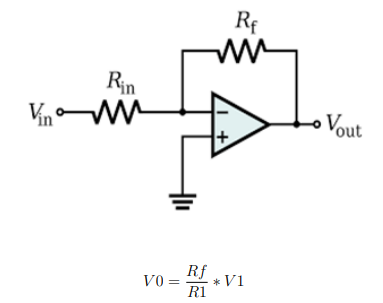 Rf
Rin
Vin
−
+
Vout
V0 = Rf/R1 * V1